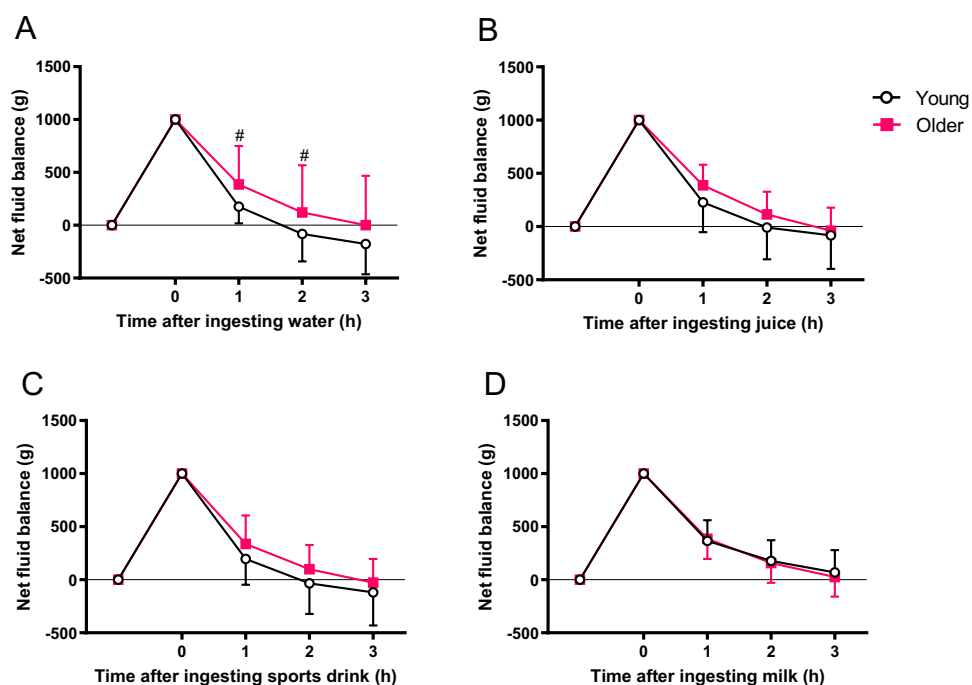 A
1500
1000
500
0
-500
Net fluid balance (g)
#
#
0 1 2 3
Time after ingesting water (h)
B
1500
1000
500
0
-500
Net fluid balance (g)
0 1 2 3
Time after ingesting juice (h)
Young
Older
C
1500
1000
500
0
-500
Net fluid balance (g)
0 1 2 3
Time after ingesting sports drink (h)
D
1500
1000
500
0
-500
Net fluid balance (g)
0 1 2 3
Time after ingesting milk (h)